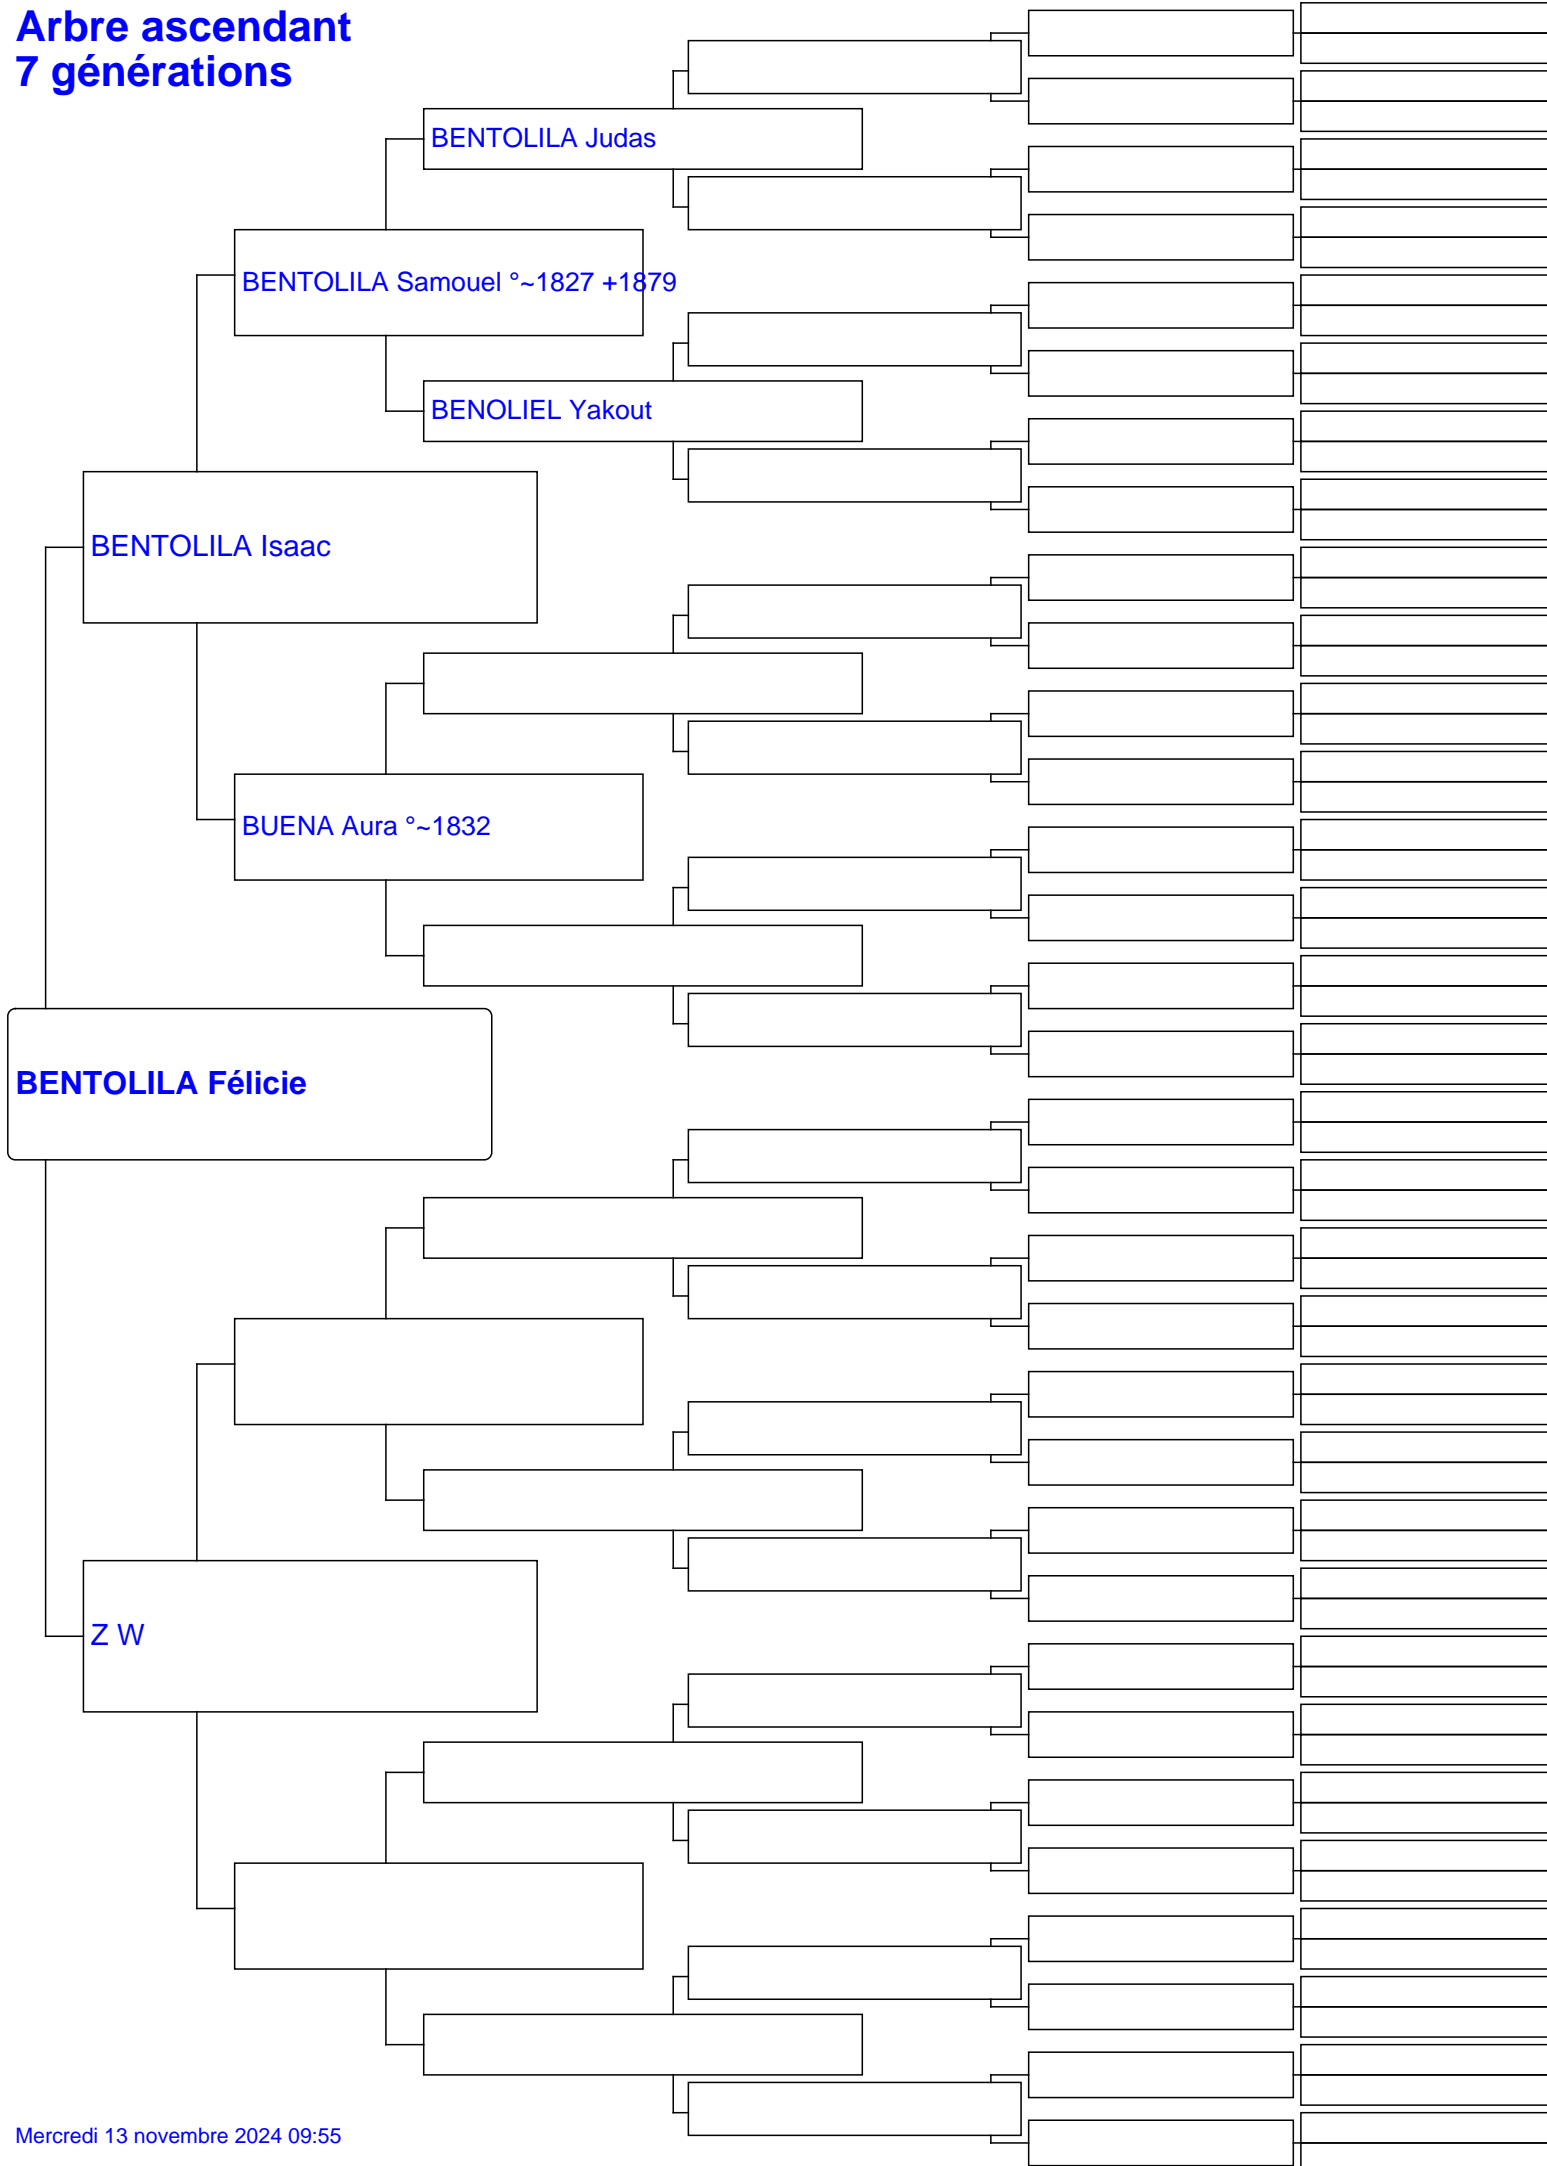 Arbre ascendant
7 générations
BENTOLILA Judas
BENTOLILA Samouel °~1827 +1879
BENOLIEL Yakout
BENTOLILA Isaac
BUENA Aura °~1832
BENTOLILA Félicie
Z W
Mercredi 13 novembre 2024 09:55